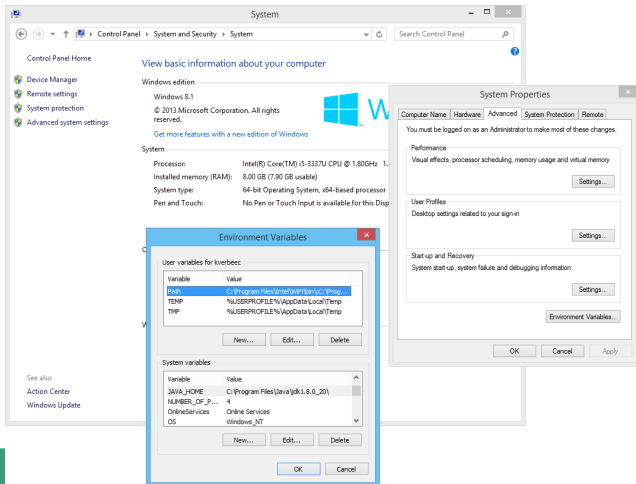 System
Control Panel ▸ System and Security ▸ System
Search Control Panel
Control Panel Home
Device Manager
Remote settings
System protection
Advanced system settings
See also
Action Center
Windows Update
View basic information about your computer
Windows edition
Windows 8.1
© 2013 Microsoft Corporation. All rights
reserved.
Get more features with a new edition of Windows
System
Processor: Intel(R) Core(TM) i5-3337U CPU @ 1.80GHz 1.
Installed memory (RAM): 8.00 GB (7.90 GB usable)
System type: 64-bit Operating System, x64-based processor
Pen and Touch: No Pen or Touch Input is available for this Disp
System Properties
Computer Name Hardware Advanced System Protection Remote
You must be logged on as an Administrator to make most of these changes.
Performance
Visual effects, processor scheduling, memory usage and virtual memory
Settings...
User Profiles
Desktop settings related to your sign-in
Settings...
Start-up and Recovery
System start-up, system failure and debugging information
Settings...
Environment Variables...
OK Cancel Apply
Environment Variables
User variables for kverbeec
Variable Value
Path C:\Program Files\Intel\WiFi\bin\;C:\Prog...
TEMP %USERPROFILE%\AppData\Local\Temp
TMP %USERPROFILE%\AppData\Local\Temp
New... Edit... Delete
System variables
Variable Value
JAVA_HOME C:\Program Files\Java\jdk1.8.0_20\
NUMBER_OF_P... 4
OnlineServices Online Services
OS Windows_NT
New... Edit... Delete
OK Cancel